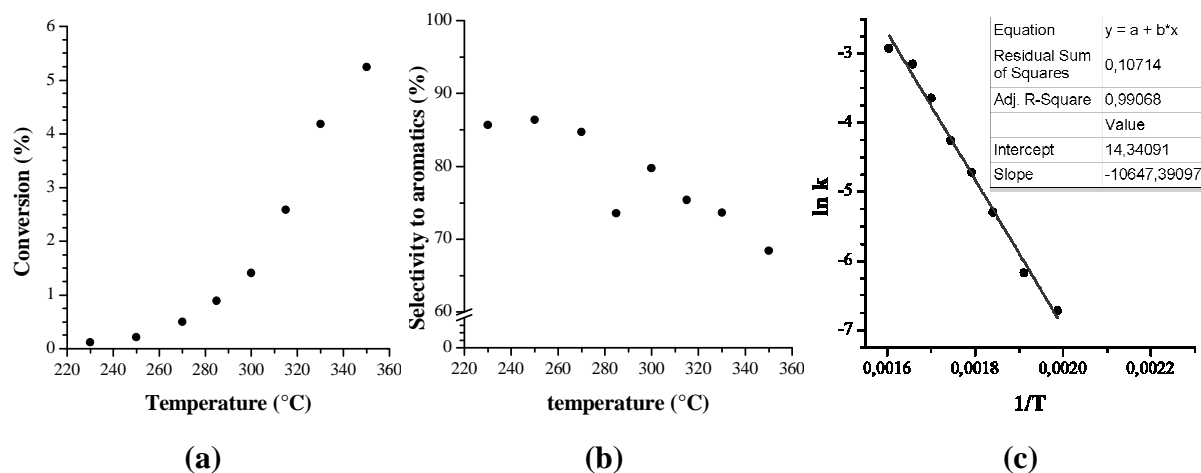 6
5
4
3
2
1
0
220 240 260 280 300 320 340 360
Conversion (%)
Temperature (°C)
(a)
100
90
80
70
60
0
220 240 260 280 300 320 340 360
Selectivity to aromatics (%)
temperature (°C)
(b)
-3
-4
-5
-6
-7
0,0016 0,0018 0,0020 0,0022
ln k
1/T
Equation y = a + b*x
Residual Sum
of Squares 0,10714
Adj. R-Square 0,99068
Value
Intercept 14,34091
Slope -10647,39097
(c)